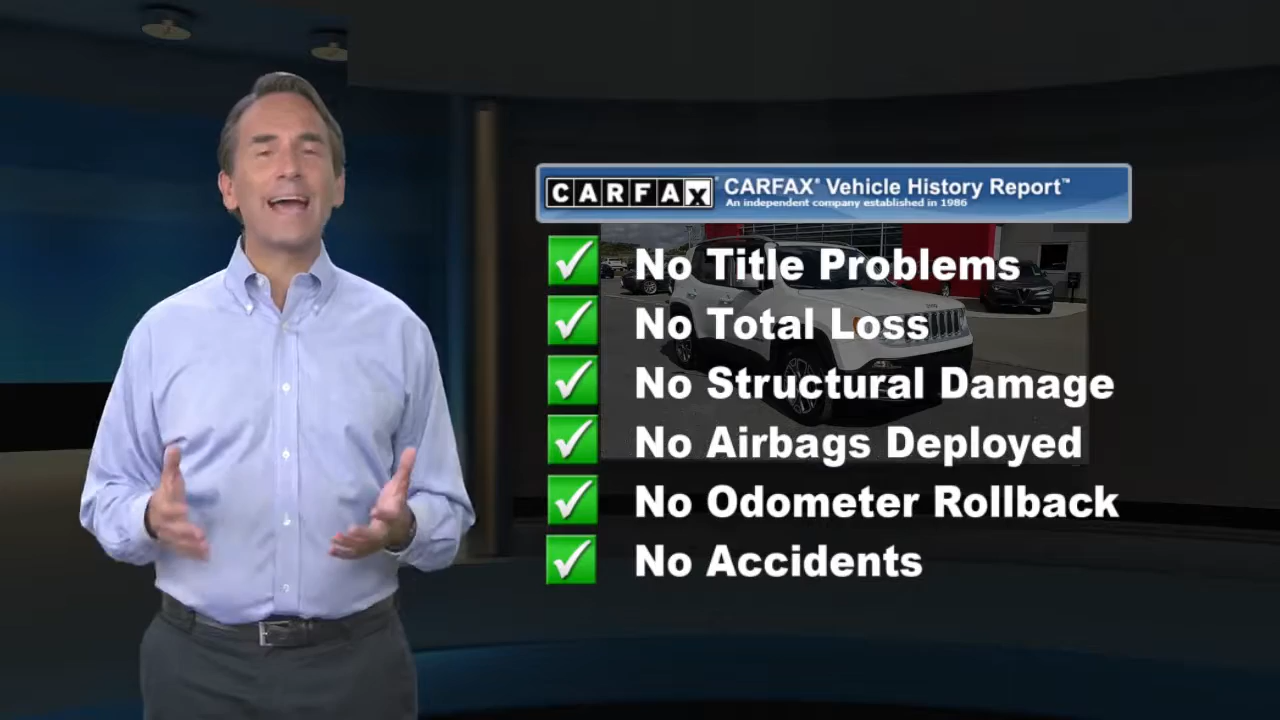 CARFAX® CARFAX® Vehicle History Report™
An independent company established in 1986
No Title Problems
No Total Loss
No Structural Damage
No Airbags Deployed
No Odometer Rollback
No Accidents